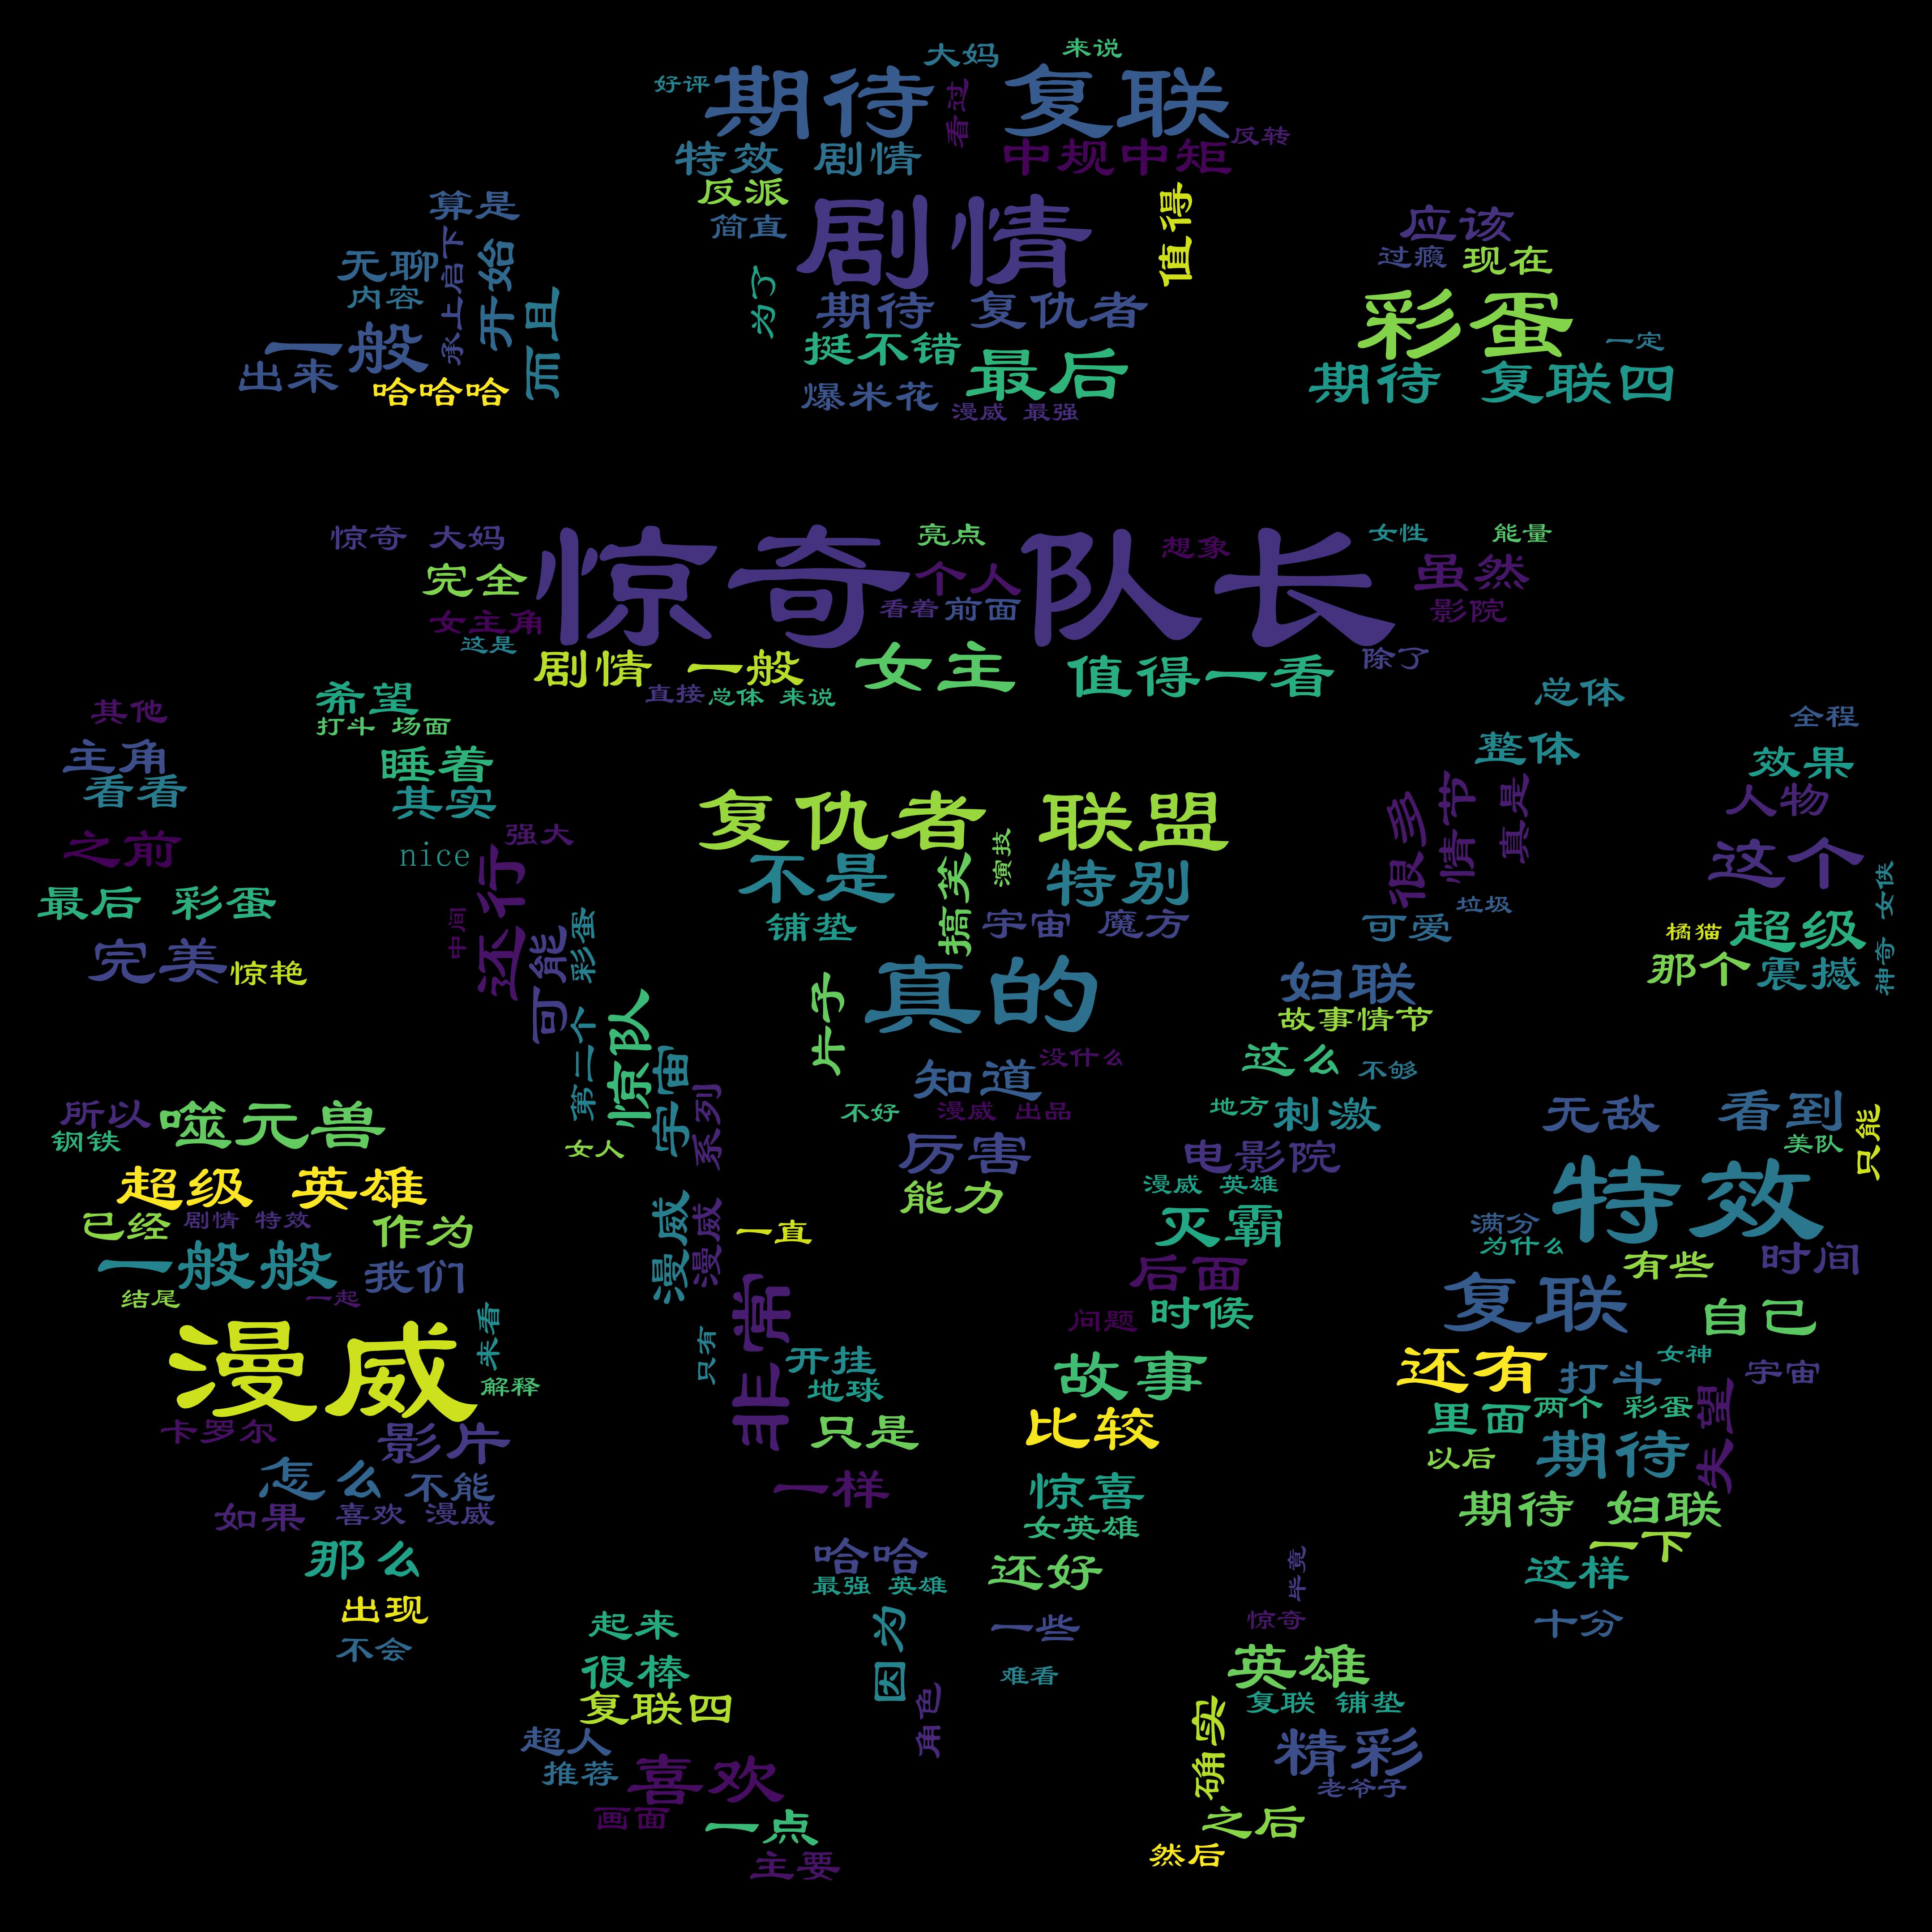 大妈
来说
好评
期待 复联
看过
反转
特效 剧情
中规中矩
反派
简直
剧情
值得
为了
期待 复仇者
挺不错
最后
爆米花
漫威 最强
算是
无聊
承上启下
开始
内容
而且
一般
出来
哈哈哈
应该
过瘾
现在
彩蛋
一定
期待 复联四
惊奇 大妈
惊奇队长
亮点
想象
女性
能量
完全
个人
虽然
女主角
看着
前面
影院
这是
剧情 一般
女主
值得一看
除了
直接
总体 来说
其他
希望
打斗 场面
总体
全程
主角
睡着
整体
效果
看看
其实
人物
之前
nice
强大
复仇者 联盟
很多
情节
真是
这个
还行
不是
搞笑
演技
特别
最后 彩蛋
中间
铺垫
宇宙 魔方
可爱
垃圾
橘猫
超级
神奇 女侠
完美
惊艳
可能
第二个 彩蛋
真的
妇联
那个
震撼
惊队
片子
故事情节
宇宙
知道
没什么
这么
不够
漫威 系列
不好
漫威 出品
地方
刺激
所以
噬元兽
无敌
看到
钢铁
女人
厉害
电影院
美队
只能
超级 英雄
能力
漫威 英雄
特效
已经
剧情 特效
作为
漫威 宇宙
一直
灭霸
满分
为什么
一般般
我们
后面
有些
时间
结尾
一起
非常
问题
时候
复联
自己
漫威
来看
只有
开挂
故事
还有
打斗
女神
宇宙
解释
地球
里面
两个 彩蛋
失望
卡罗尔
影片
只是
比较
以后
期待
怎么
不能
一样
惊喜
期待 妇联
如果
喜欢 漫威
女英雄
一下
那么
哈哈
还好
毕竟
这样
最强 英雄
出现
起来
因为
一些
惊奇
十分
不会
很棒
难看
英雄
复联四
角色
确实
复联 铺垫
超人
精彩
推荐
喜欢
老爷子
画面
一点
之后
主要
然后